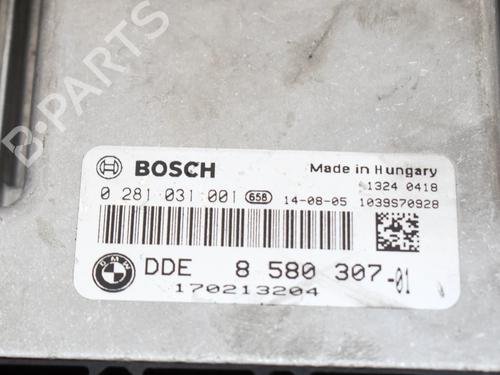 B-PARTS
BOSCH Made in Hungary
1324 0418
0 281 031 001 658 14-08-05 1039S70928
BMW DDE 8 580 307-01
170213204